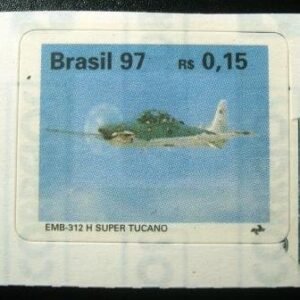 Brasil 97 R$ 0,15
EMB-312 H SUPER TUCANO